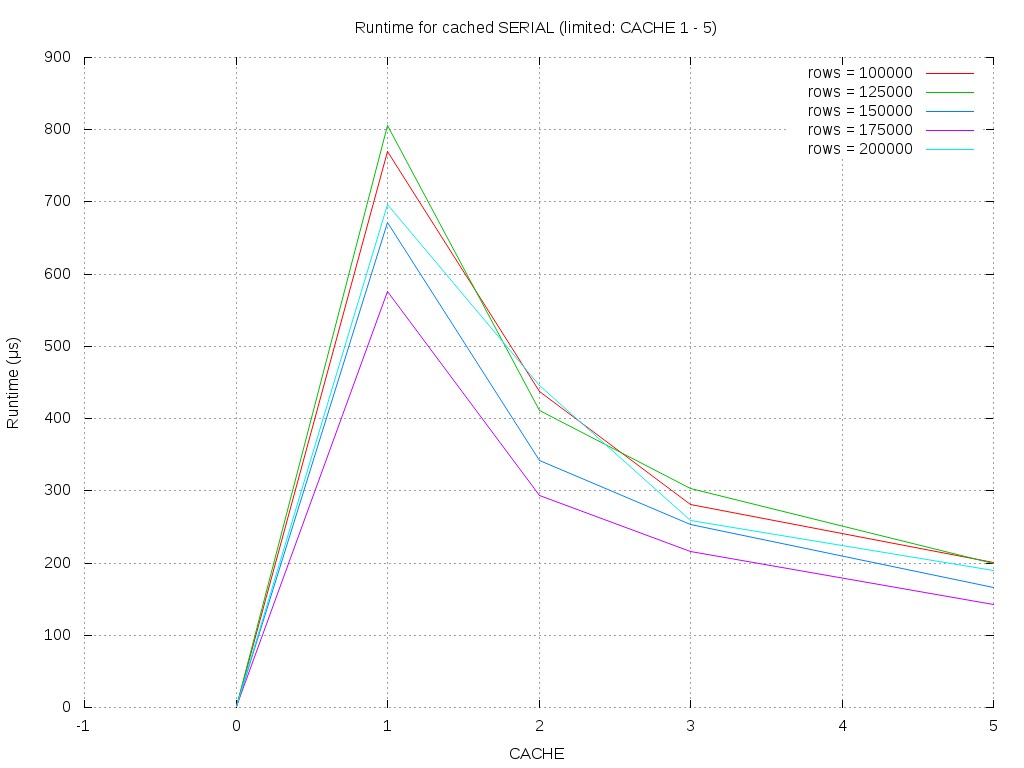 Runtime for cached SERIAL (limited: CACHE 1 - 5)
900
800
700
600
500
400
300
200
100
0
Runtime (µs)
rows = 100000
rows = 125000
rows = 150000
rows = 175000
rows = 200000
-1 0 1 2 3 4 5
CACHE